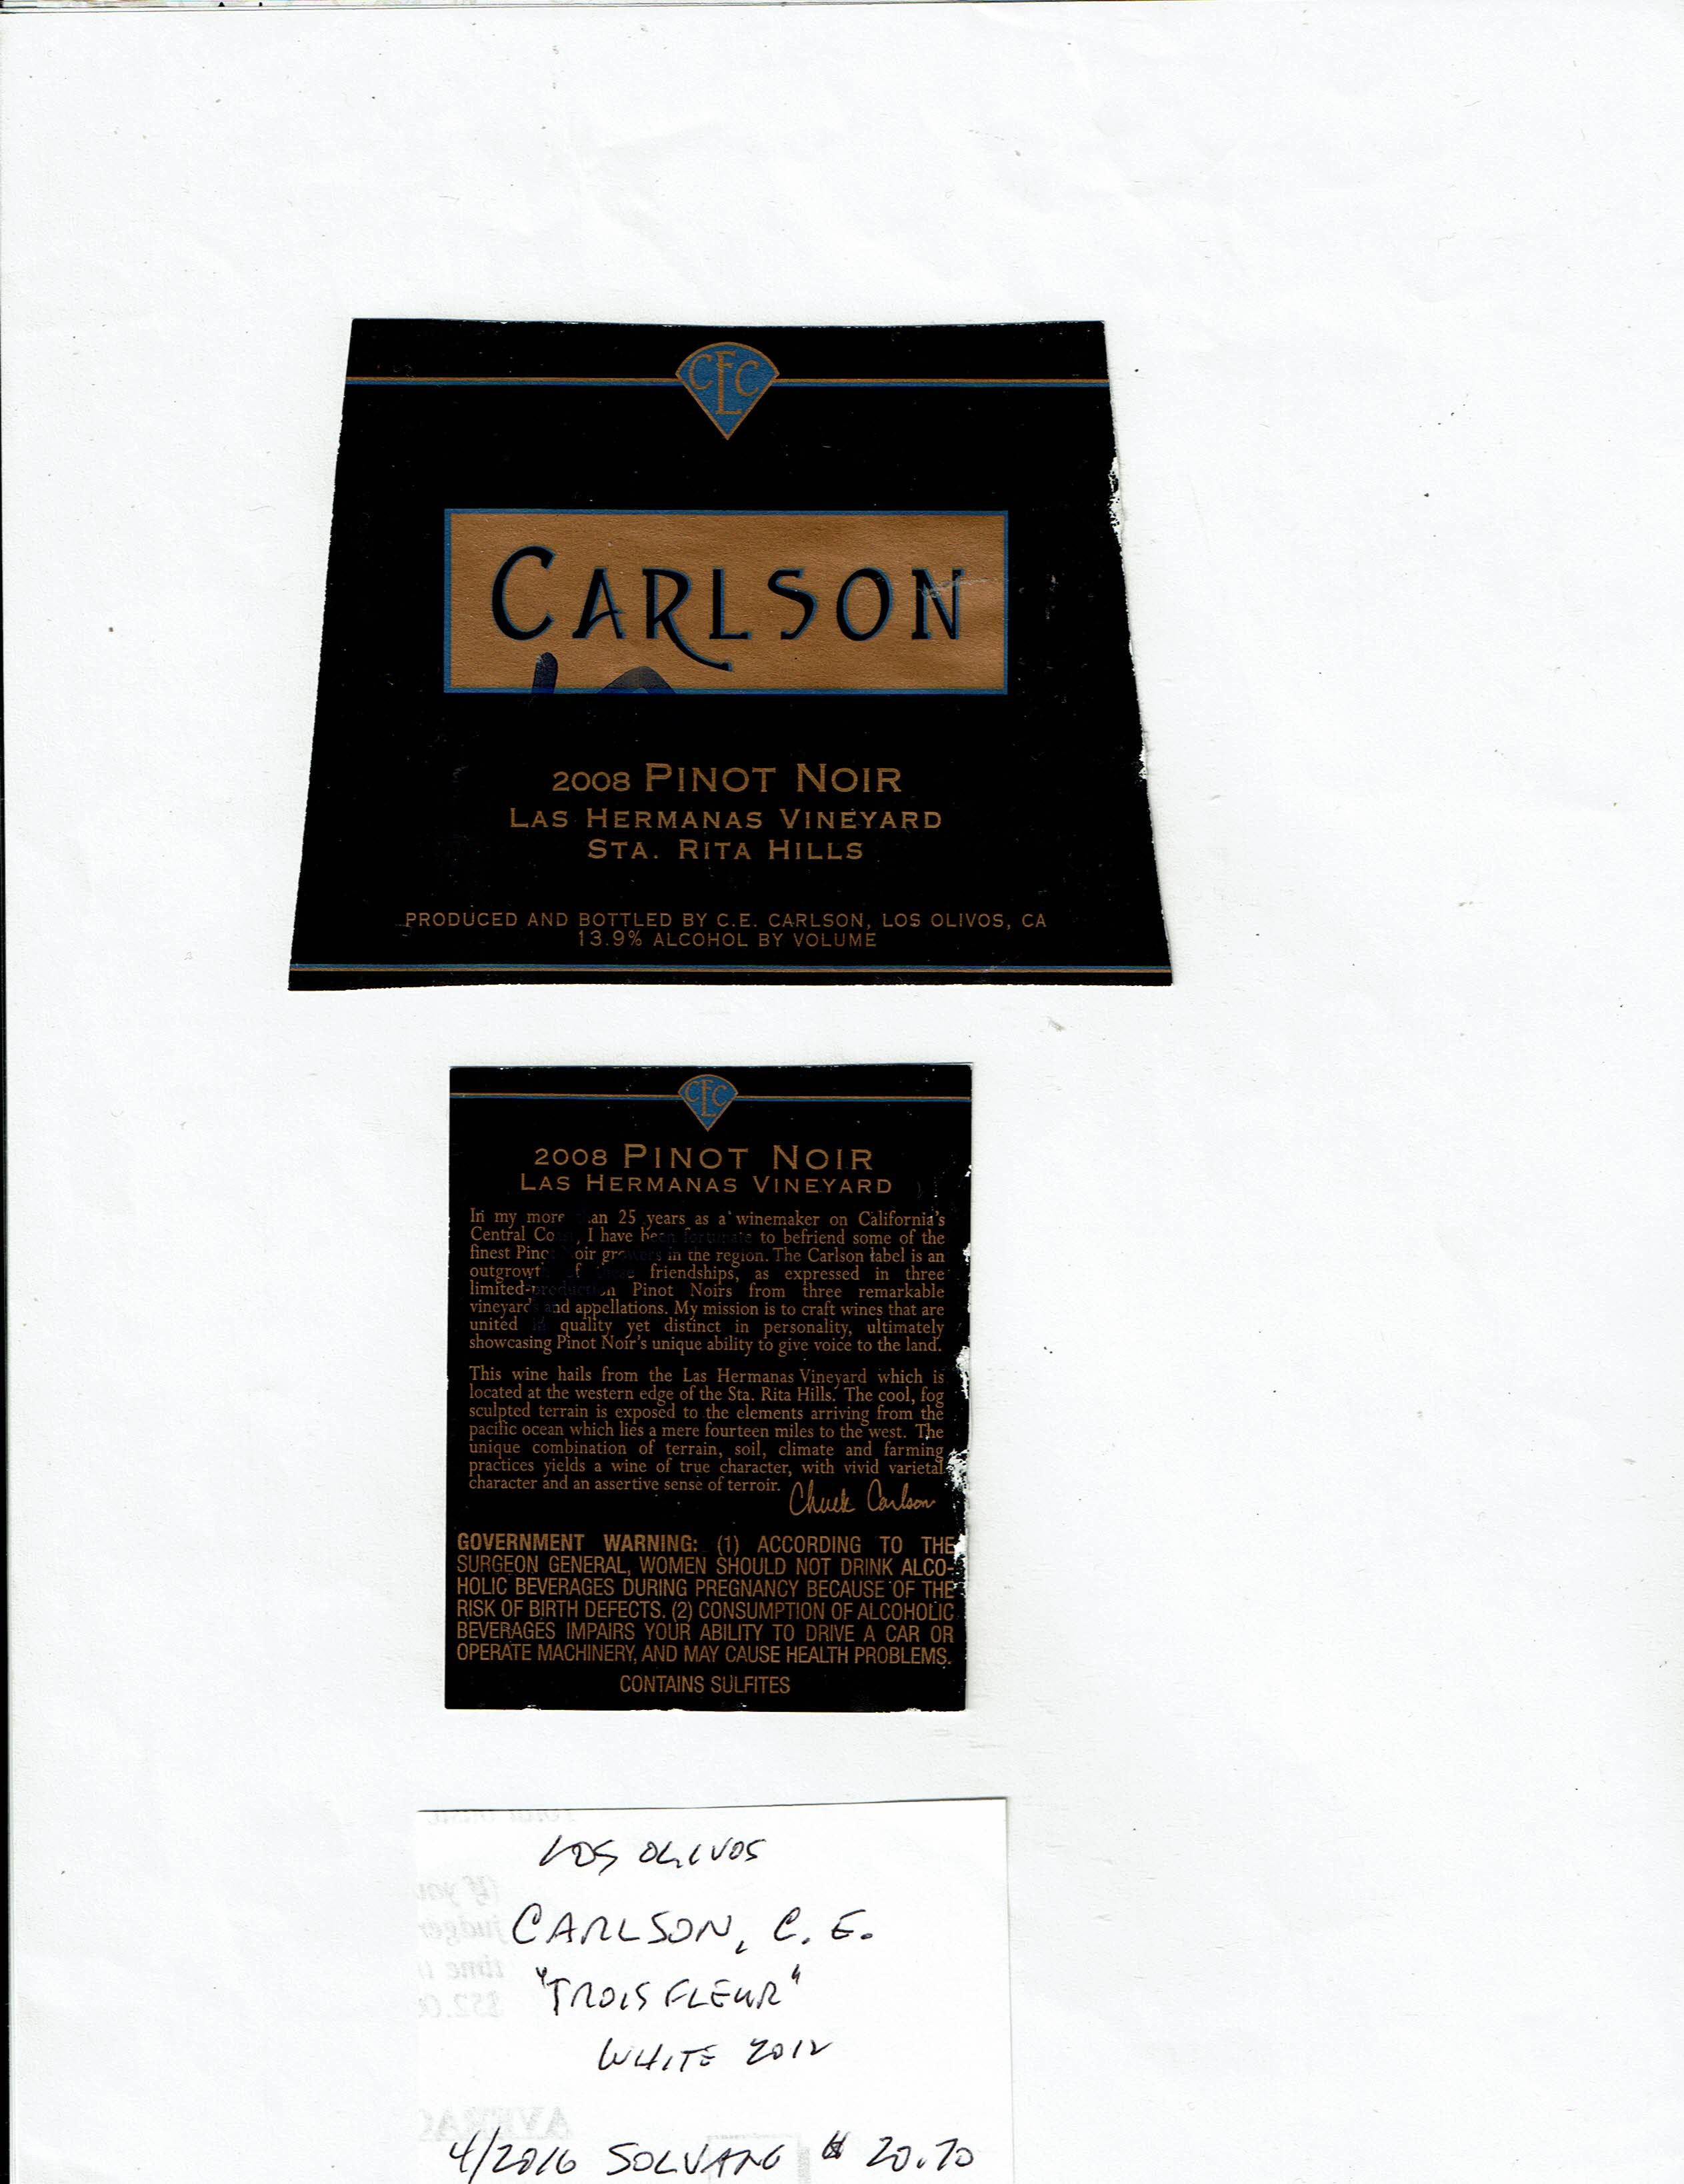 CEC
CARLSON
2008 PINOT NOIR
LAS HERMANAS VINEYARD
STA. RITA HILLS
PRODUCED AND BOTTLED BY C.E. CARLSON, LOS OLIVOS, CA
13.9% ALCOHOL BY VOLUME
CEC
2008 PINOT NOIR
LAS HERMANAS VINEYARD
In my more an 25 years as a winemaker on California's
Central , I have been fortunate to befriend some of the
finest Pinot oir growers in the region. The Carlson label is an
outgrowt of these friendships, as expressed in three
limited-production Pinot Noirs from three remarkable
vineyards and appellations. My mission is to craft wines that are
united in quality yet distinct in personality, ultimately
showcasing Pinot Noir's unique ability to give voice to the land.
This wine hails from the Las Hermanas Vineyard which is
located at the western edge of the Sta. Rita Hills. The cool, fog
sculpted terrain is exposed to the elements arriving from the
pacific ocean which lies a mere fourteen miles to the west. The
unique combination of terrain, soil, climate and farming
practices yields a wine of true character, with vivid varietal
character and an assertive sense of terroir.
Chuck Carlson
GOVERNMENT WARNING: (1) ACCORDING TO THE
SURGEON GENERAL, WOMEN SHOULD NOT DRINK ALCO-
HOLIC BEVERAGES DURING PREGNANCY BECAUSE OF THE
RISK OF BIRTH DEFECTS. (2) CONSUMPTION OF ALCOHOLIC
BEVERAGES IMPAIRS YOUR ABILITY TO DRIVE A CAR OR
OPERATE MACHINERY, AND MAY CAUSE HEALTH PROBLEMS.
CONTAINS SULFITES
LOS OLIVOS
CARLSON, C. E.
"TROIS FLEUR"
WHITE 2012
4/2016 SOLVANG $ 20.70